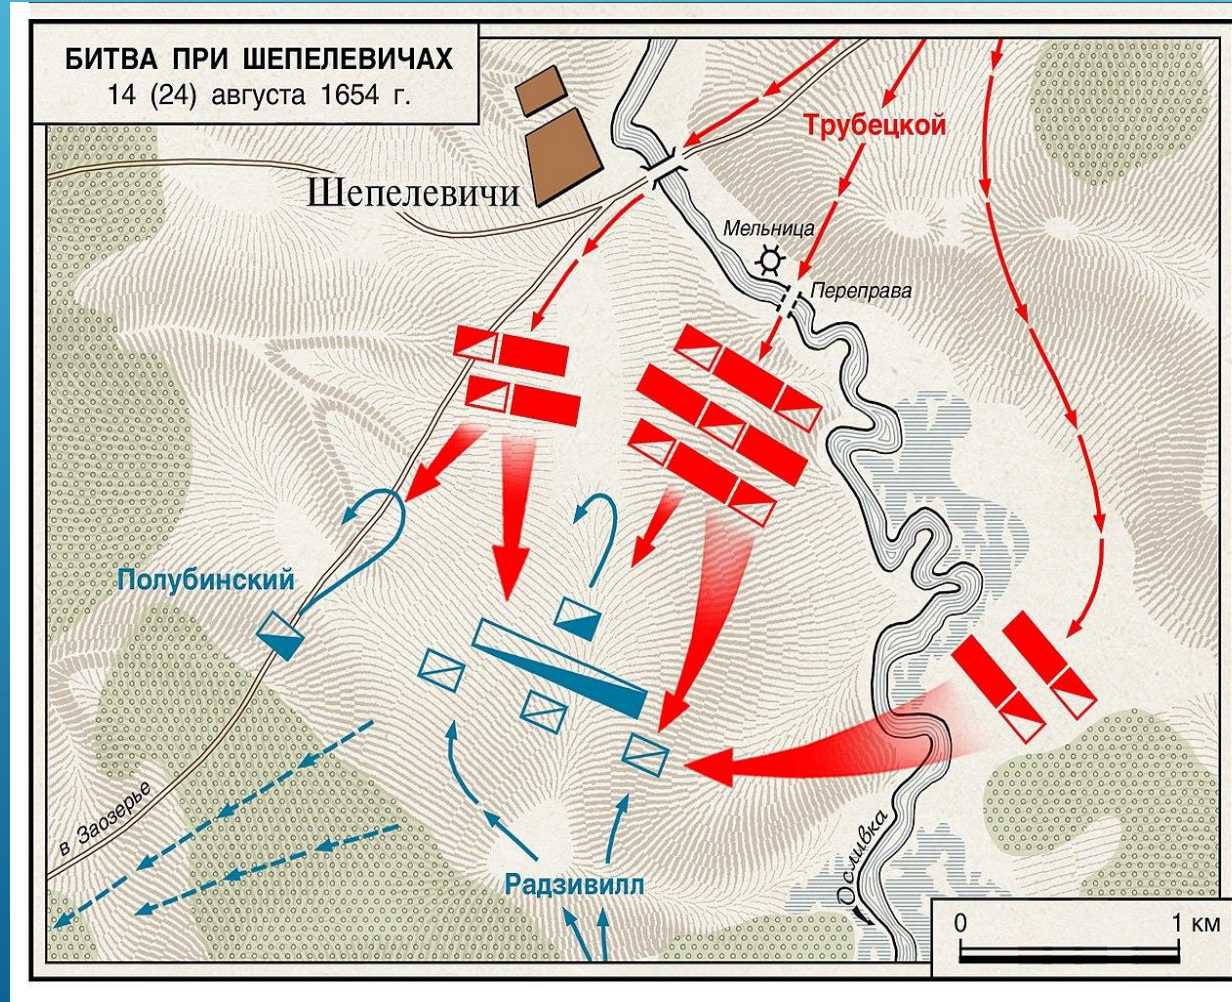 БИТВА ПРИ ШЕПЕЛЕВИЧАХ
14 (24) августа 1654 г.
Трубецкой
Шепелевичи
Мельница
Переправа
Полубинский
в Заозерье
Радзивилл
Осливка
0 1 км